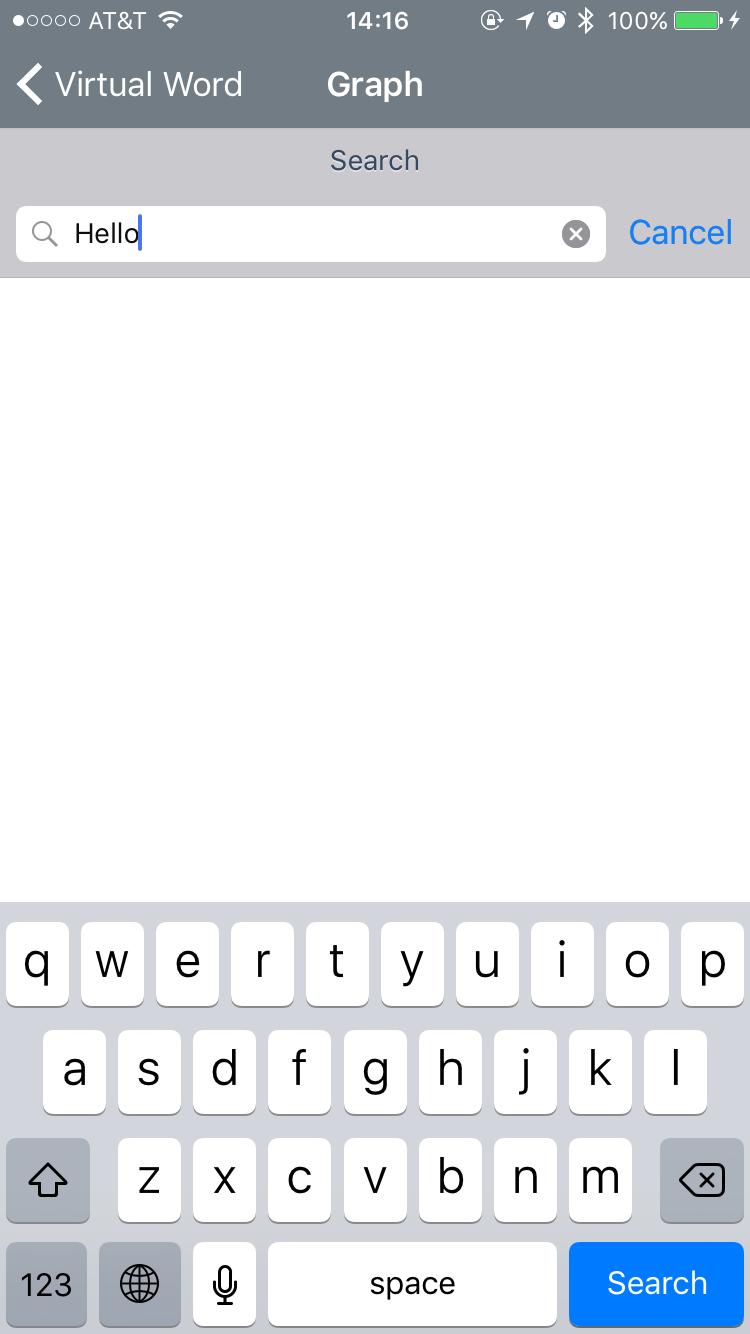 AT&T 14:16 100%
Virtual Word Graph
Search
Hello Cancel
q w e r t y u i o p
a s d f g h j k l
z x c v b n m
123 space Search